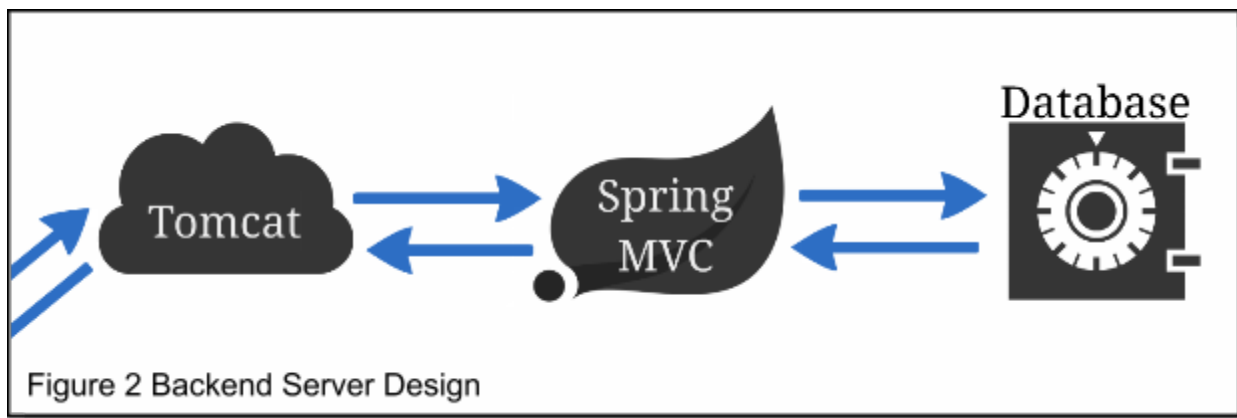 Database
Tomcat
Spring
MVC
Figure 2 Backend Server Design